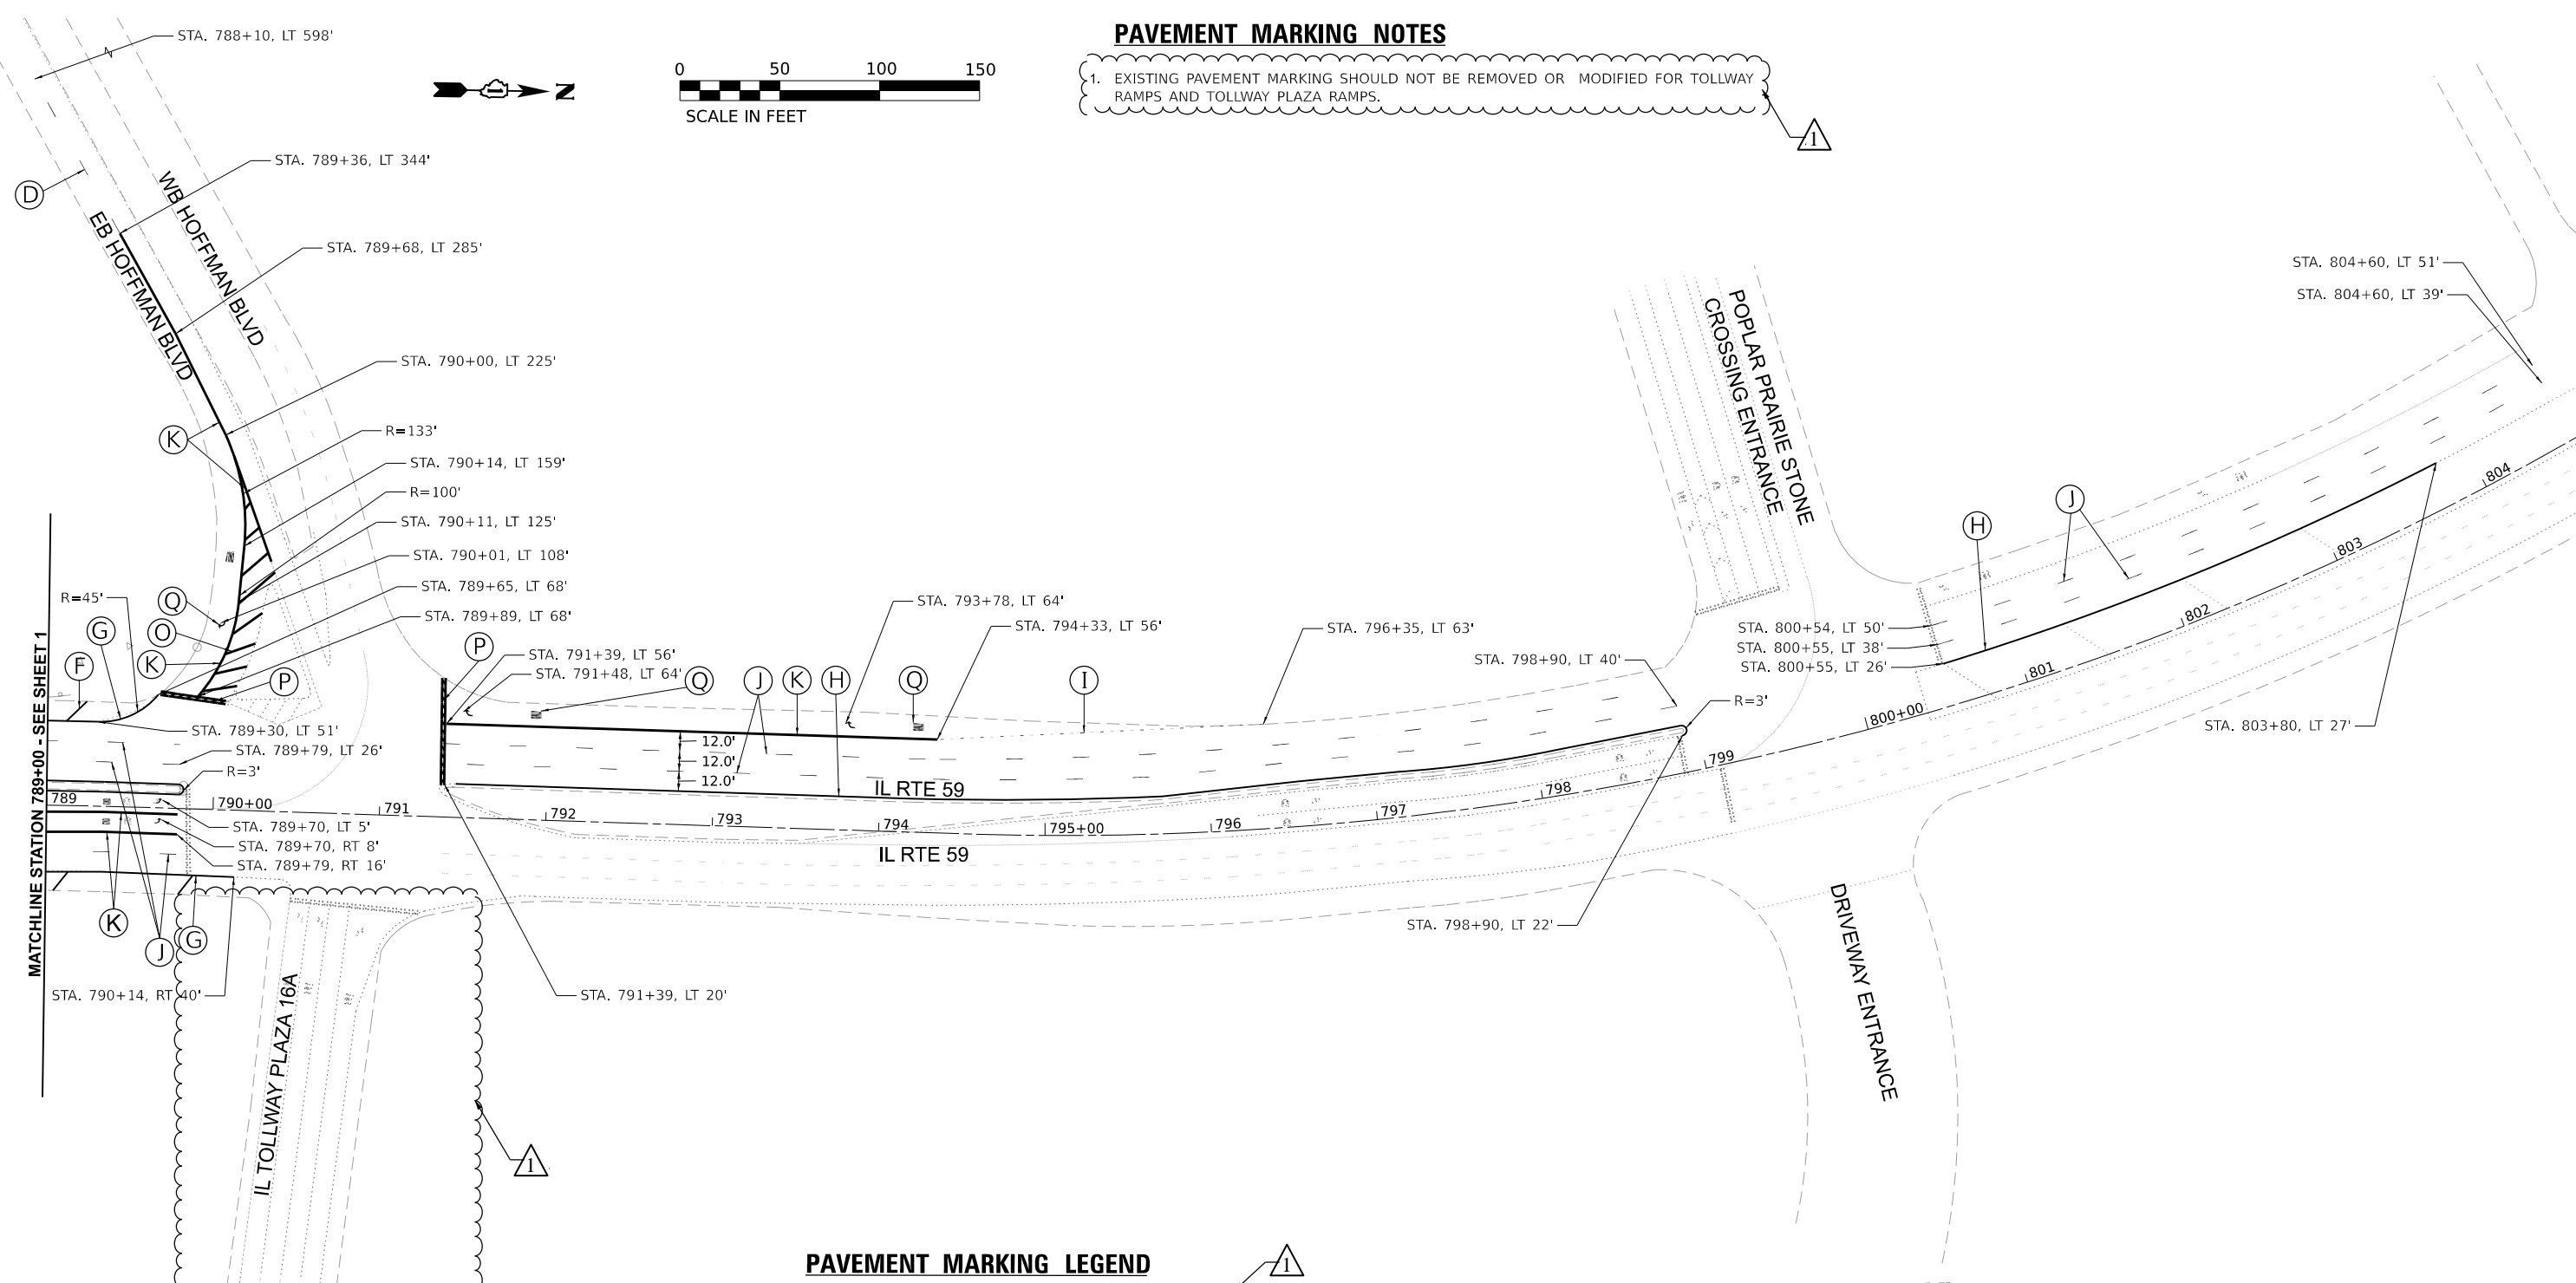 STA. 788+10, LT 598'
N
0 50 100 150
SCALE IN FEET
PAVEMENT MARKING NOTES
1. EXISTING PAVEMENT MARKING SHOULD NOT BE REMOVED OR MODIFIED FOR TOLLWAY
RAMPS AND TOLLWAY PLAZA RAMPS.
1
STA. 789+36, LT 344'
D
WB HOFFMAN BLVD
EB HOFFMAN BLVD
STA. 789+68, LT 285'
STA. 790+00, LT 225'
K
R=133'
STA. 790+14, LT 159'
R=100'
STA. 790+11, LT 125'
STA. 790+01, LT 108'
STA. 789+65, LT 68'
STA. 789+89, LT 68'
R=45'
Q
G
O
F
K
P
MATCHLINE STATION 789+00 - SEE SHEET 1
STA. 789+30, LT 51'
STA. 789+79, LT 26'
R=3'
STA. 789+70, LT 5'
STA. 789+70, RT 8'
STA. 789+79, RT 16'
K
J
G
STA. 790+14, RT 40'
IL TOLLWAY PLAZA 16A
1
P
STA. 791+39, LT 56'
STA. 791+48, LT 64'
Q
J
K
H
Q
STA. 793+78, LT 64'
STA. 794+33, LT 56'
I
STA. 796+35, LT 63'
STA. 798+90, LT 40'
R=3'
12.0'
12.0'
12.0'
IL RTE 59
789
790+00
791
792
793
794
795+00
796
797
798
799
800+00
801
802
803
804
IL RTE 59
STA. 791+39, LT 20'
STA. 798+90, LT 22'
POPLAR PRAIRIE STONE
CROSSING ENTRANCE
STA. 800+54, LT 50'
STA. 800+55, LT 38'
STA. 800+55, LT 26'
H
J
STA. 804+60, LT 51'
STA. 804+60, LT 39'
STA. 803+80, LT 27'
DRIVEWAY ENTRANCE
PAVEMENT MARKING LEGEND
1